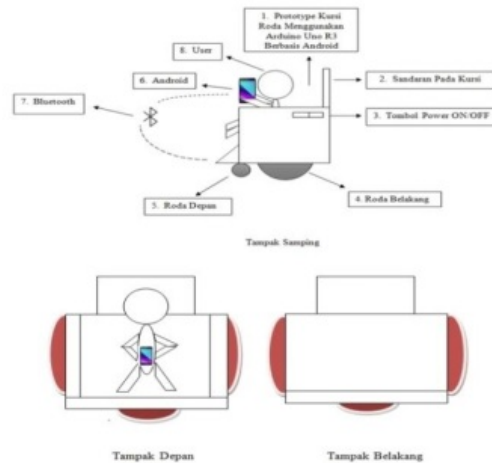 1. Prototype Kursi
Roda Menggunakan
Arduino Uno R3
Berbasis Android
8. User
6. Android
2. Sandaran Pada Kursi
7. Bluetooth
3. Tombol Power ON/OFF
5. Roda Depan
4. Roda Belakang
Tampak Samping
Tampak Depan
Tampak Belakang